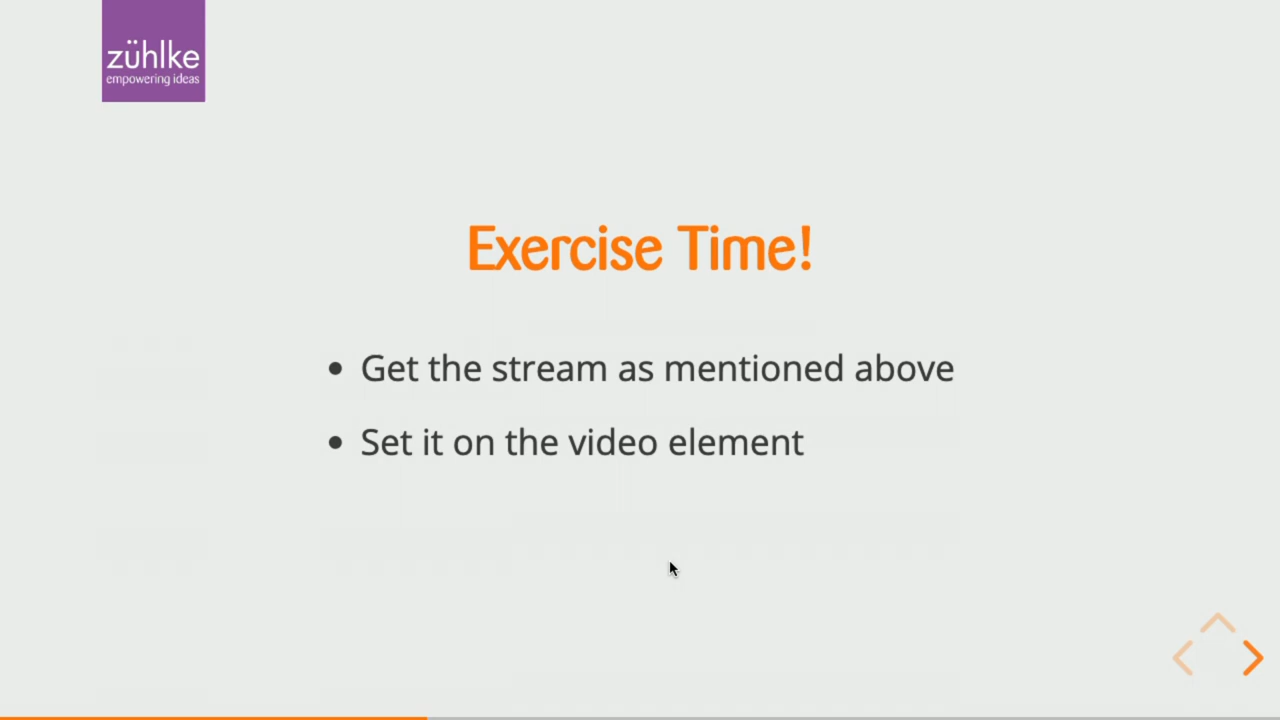 zühlke
empowering ideas
Exercise Time!
• Get the stream as mentioned above
• Set it on the video element